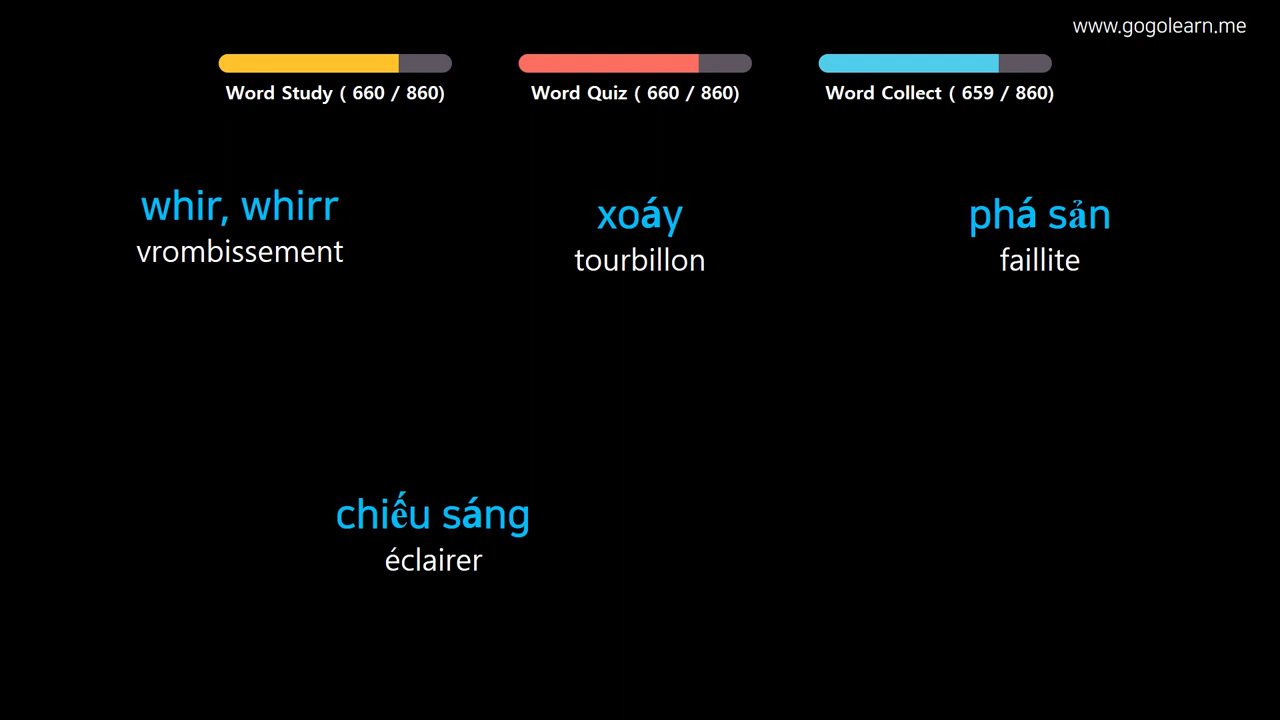 www.gogolearn.me
Word Study ( 660 / 860)
Word Quiz ( 660 / 860)
Word Collect ( 659 / 860)
whir, whirr
vrombissement
xoáy
tourbillon
phá sản
faillite
chiếu sáng
éclairer